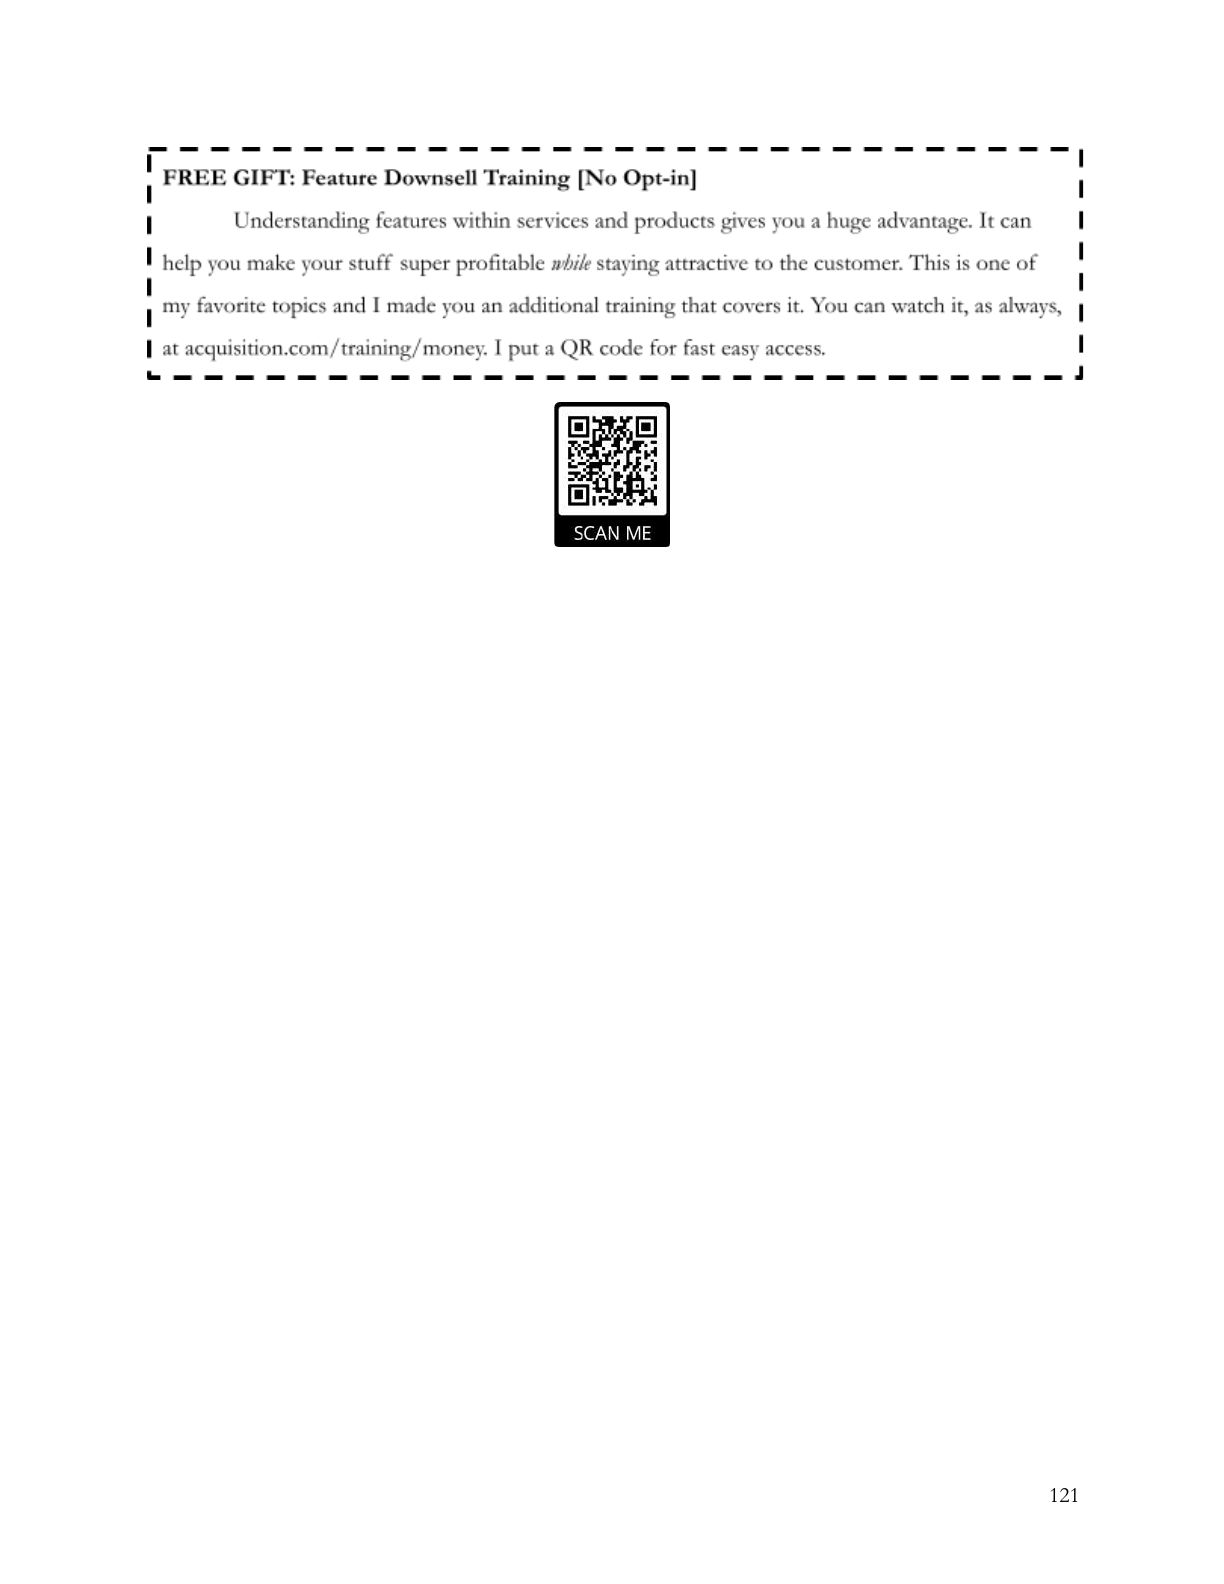 FREE GIFT: Feature Downsell Training [No Opt-in]
Understanding features within services and products gives you a huge advantage. It can
help you make your stuff super profitable while staying attractive to the customer. This is one of
my favorite topics and I made you an additional training that covers it. You can watch it, as always,
at acquisition.com/training/money. I put a QR code for fast easy access.
SCAN ME
121